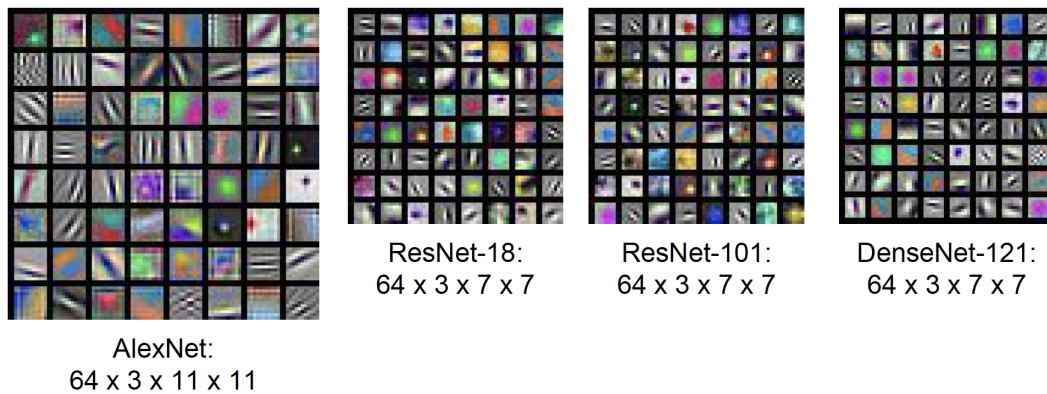 ResNet-18:
64 x 3 x 7 x 7
ResNet-101:
64 x 3 x 7 x 7
DenseNet-121:
64 x 3 x 7 x 7
AlexNet:
64 x 3 x 11 x 11